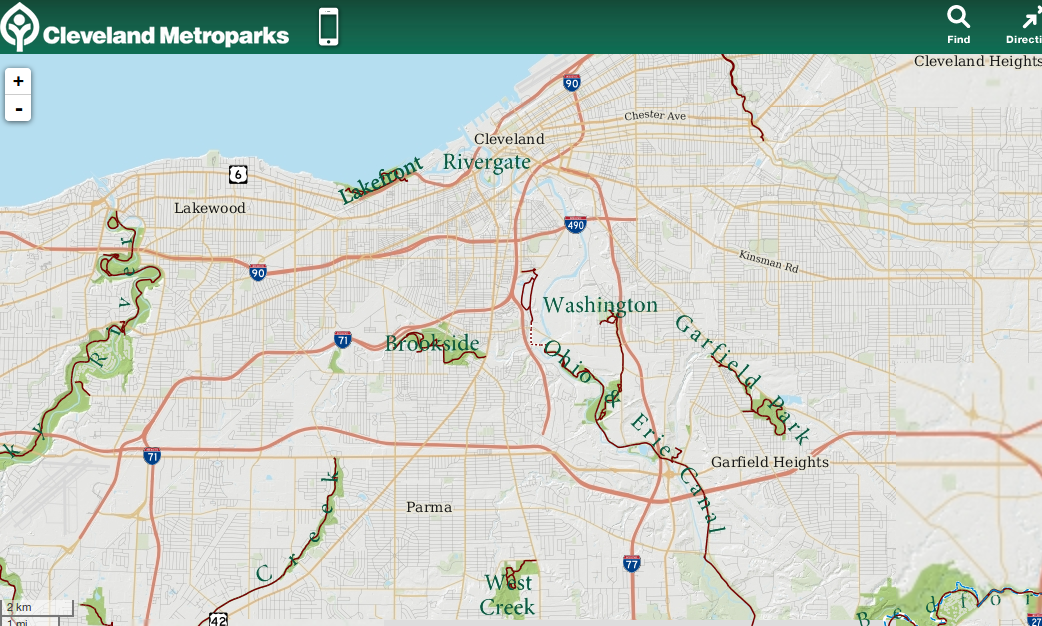 Cleveland Metroparks
Find
Directi
+
-
Cleveland Heights
90
Chester Ave
Cleveland
Rivergate
Lakefront
6
Lakewood
490
Kinsman Rd
90
R i v e r
Washington
71
Brookside
Ohio & Erie Canal
Garfield Park
k y
71
Garfield Heights
Parma
Creek
77
West
Creek
B e d f o r
2 km
1 mi
42
27